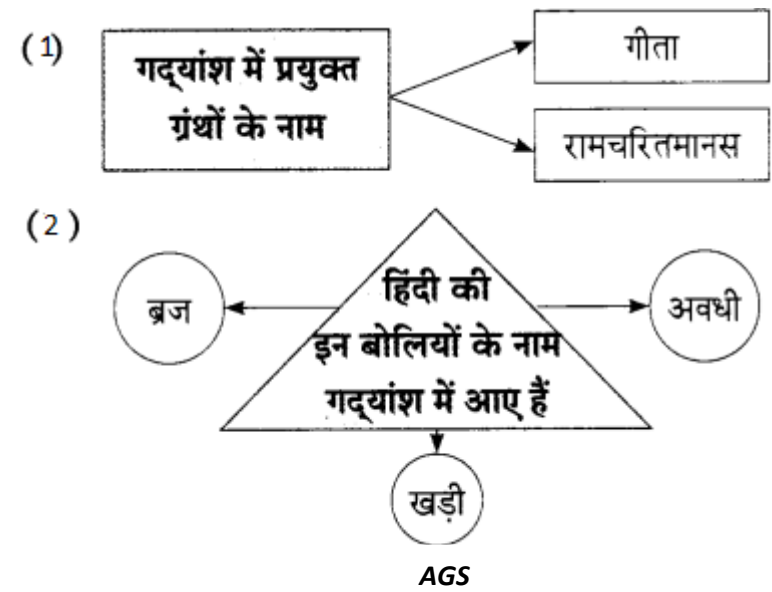 (1)
गद्‌यांश में प्रयुक्त
ग्रंथों के नाम
गीता
रामचरितमानस
(2)
हिंदी की
इन बोलियों के नाम
गद्‌यांश में आए हैं
ब्रज
अवधी
खड़ी
AGS